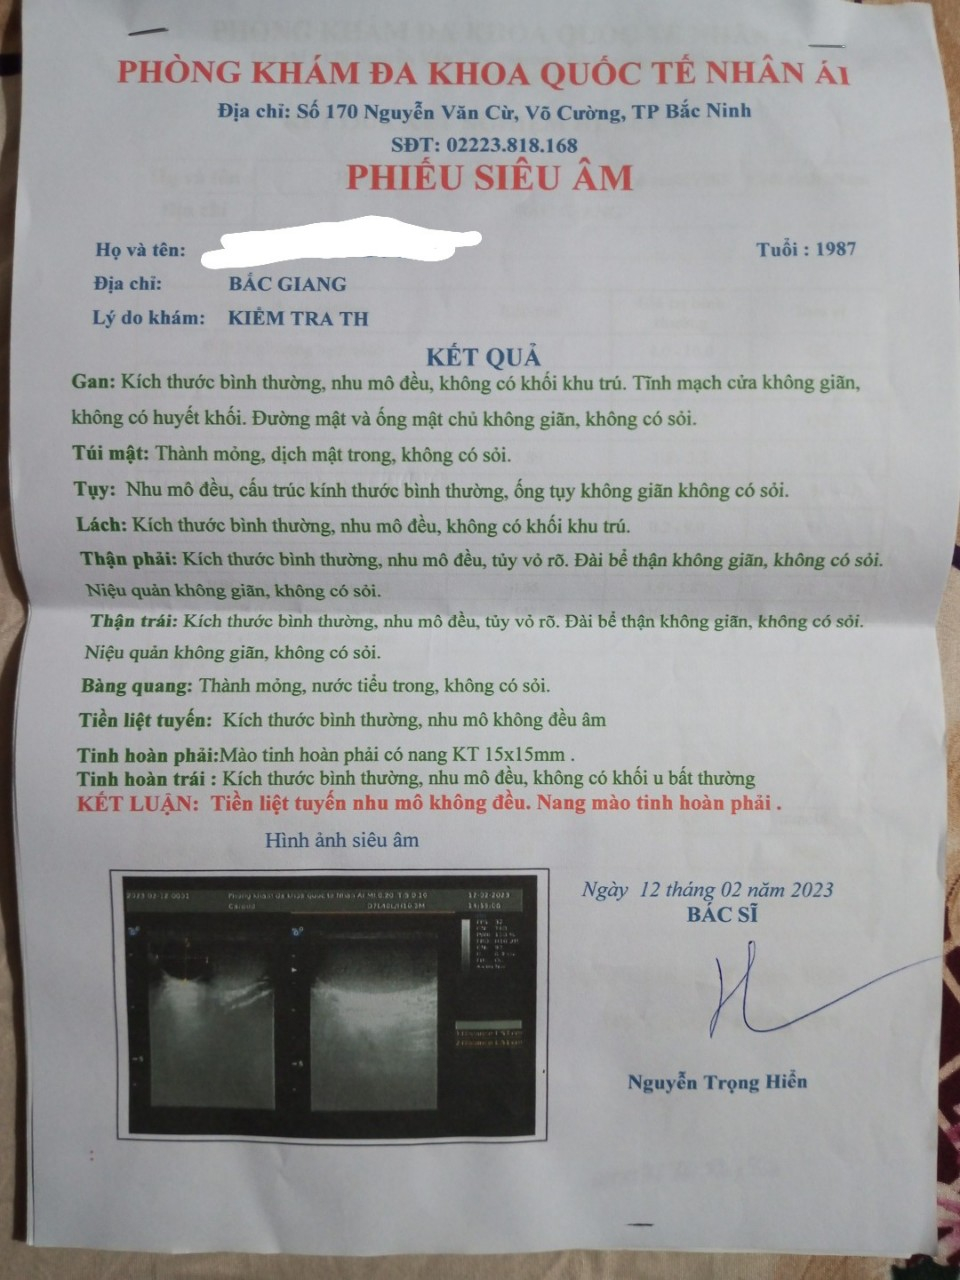 PHÒNG KHÁM ĐA KHOA QUỐC TẾ NHÂN ÁI
Địa chỉ: Số 170 Nguyễn Văn Cừ, Võ Cường, TP Bắc Ninh
SĐT: 02223.818.168
PHIẾU SIÊU ÂM
Họ và tên: Tuổi : 1987
Địa chỉ: BẮC GIANG
Lý do khám: KIỂM TRA TH
KẾT QUẢ
Gan: Kích thước bình thường, nhu mô đều, không có khối khu trú. Tĩnh mạch cửa không giãn,
không có huyết khối. Đường mật và ống mật chủ không giãn, không có sỏi.
Túi mật: Thành mỏng, dịch mật trong, không có sỏi.
Tụy: Nhu mô đều, cấu trúc kính thước bình thường, ống tụy không giãn không có sỏi.
Lách: Kích thước bình thường, nhu mô đều, không có khối khu trú.
Thận phải: Kích thước bình thường, nhu mô đều, tủy vỏ rõ. Đài bể thận không giãn, không có sỏi.
Niệu quản không giãn, không có sỏi.
Thận trái: Kích thước bình thường, nhu mô đều, tủy vỏ rõ. Đài bể thận không giãn, không có sỏi.
Niệu quản không giãn, không có sỏi.
Bàng quang: Thành mỏng, nước tiểu trong, không có sỏi.
Tiền liệt tuyến: Kích thước bình thường, nhu mô không đều âm
Tinh hoàn phải:Mào tinh hoàn phải có nang KT 15x15mm .
Tinh hoàn trái : Kích thước bình thường, nhu mô đều, không có khối u bất thường
KẾT LUẬN: Tiền liệt tuyến nhu mô không đều. Nang mào tinh hoàn phải .
Hình ảnh siêu âm
Phong kham da khoa quoc te Nhan Ai 12-02-2023
Ngày 12 tháng 02 năm 2023
BÁC SĨ
Nguyễn Trọng Hiển